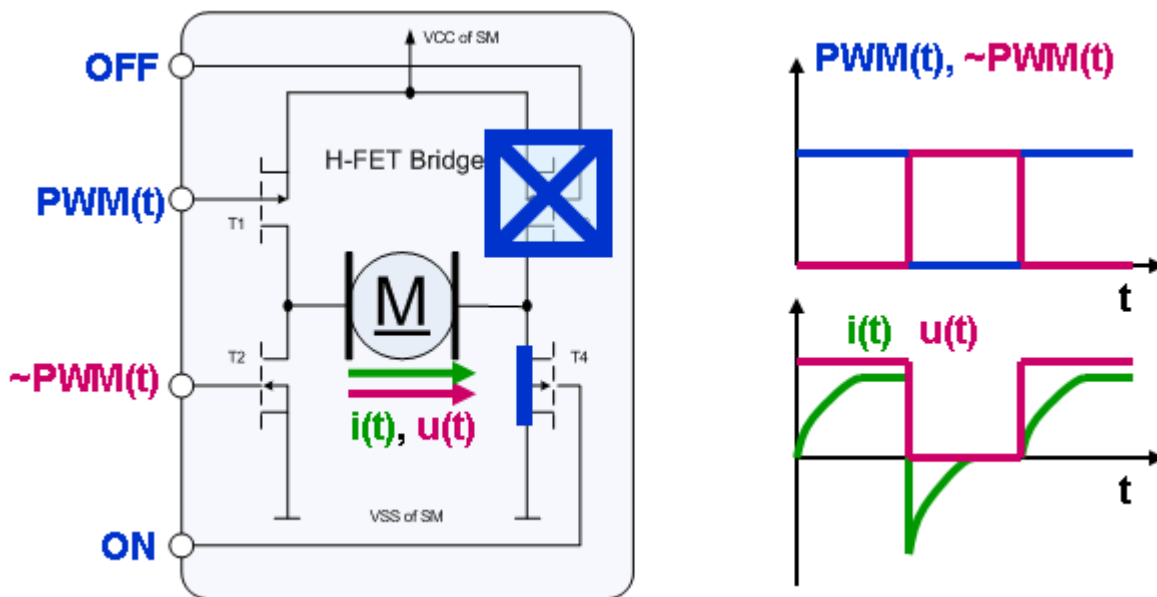 OFF
VCC of SM
PWM(t), ~PWM(t)
H-FET Bridge
PWM(t)
T1
t
M
i(t) u(t)
T2
T4
~PWM(t)
i(t), u(t)
t
VSS of SM
ON